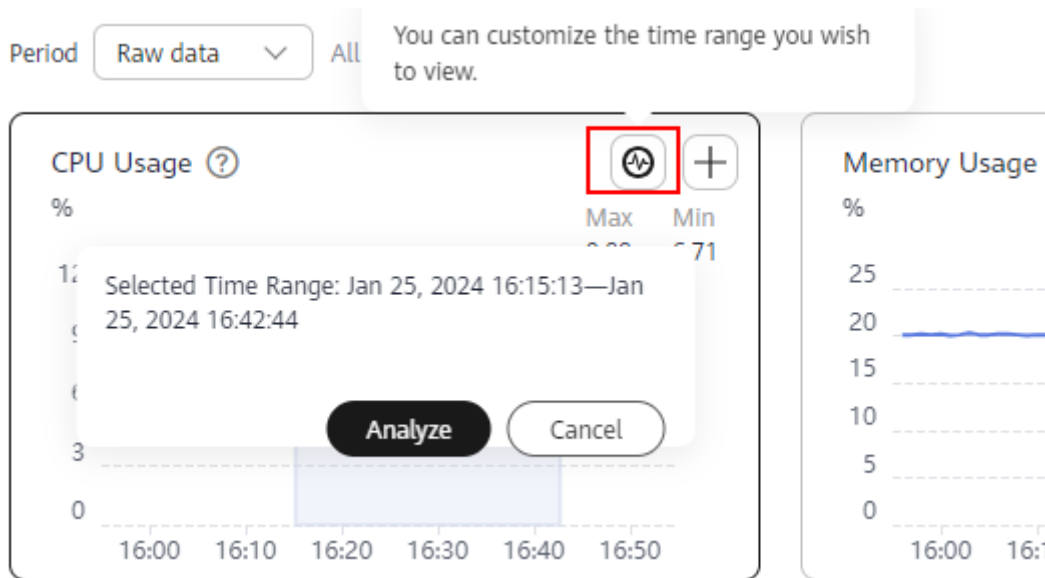 You can customize the time range you wish
to view.
Period Raw data All
CPU Usage ?
%
Max Min
6.71
Selected Time Range: Jan 25, 2024 16:15:13—Jan
25, 2024 16:42:44
Analyze Cancel
3
0
16:00 16:10 16:20 16:30 16:40 16:50
Memory Usage
%
25
20
15
10
5
0
16:00